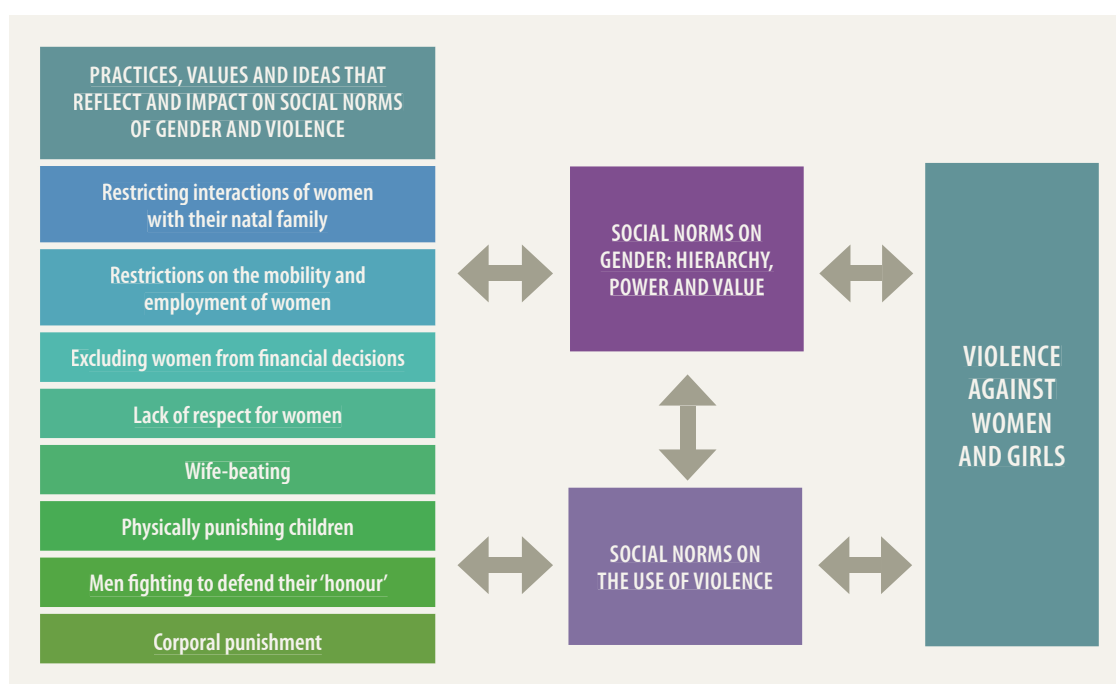 PRACTICES, VALUES AND IDEAS THAT
REFLECT AND IMPACT ON SOCIAL NORMS
OF GENDER AND VIOLENCE
Restricting interactions of women
with their natal family
Restrictions on the mobility and
employment of women
Excluding women from financial decisions
Lack of respect for women
Wife-beating
Physically punishing children
Men fighting to defend their ‘honour’
Corporal punishment
SOCIAL NORMS ON
GENDER: HIERARCHY,
POWER AND VALUE
SOCIAL NORMS ON
THE USE OF VIOLENCE
VIOLENCE
AGAINST
WOMEN
AND GIRLS